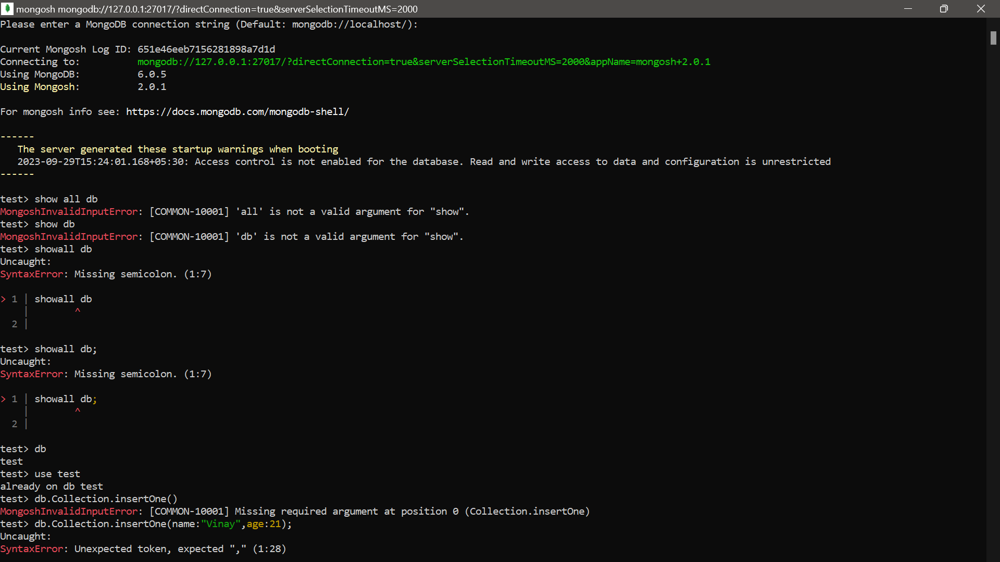 mongosh mongodb://127.0.0.1:27017/?directConnection=true&serverSelectionTimeoutMS=2000
Please enter a MongoDB connection string (Default: mongodb://localhost/):
Current Mongosh Log ID: 651e46eeb7156281898a7d1d
Connecting to:          mongodb://127.0.0.1:27017/?directConnection=true&serverSelectionTimeoutMS=2000&appName=mongosh+2.0.1
Using MongoDB:          6.0.5
Using Mongosh:          2.0.1
For mongosh info see: https://docs.mongodb.com/mongodb-shell/
------
   The server generated these startup warnings when booting
   2023-09-29T15:24:01.168+05:30: Access control is not enabled for the database. Read and write access to data and configuration is unrestricted
------
test> show all db
MongoshInvalidInputError: [COMMON-10001] 'all' is not a valid argument for "show".
test> show db
MongoshInvalidInputError: [COMMON-10001] 'db' is not a valid argument for "show".
test> showall db
Uncaught:
SyntaxError: Missing semicolon. (1:7)
> 1 | showall db
    |        ^
  2 |
test> showall db;
Uncaught:
SyntaxError: Missing semicolon. (1:7)
> 1 | showall db;
    |        ^
  2 |
test> db
test
test> use test
already on db test
test> db.Collection.insertOne()
MongoshInvalidInputError: [COMMON-10001] Missing required argument at position 0 (Collection.insertOne)
test> db.Collection.insertOne(name:"Vinay",age:21);
Uncaught:
SyntaxError: Unexpected token, expected "," (1:28)